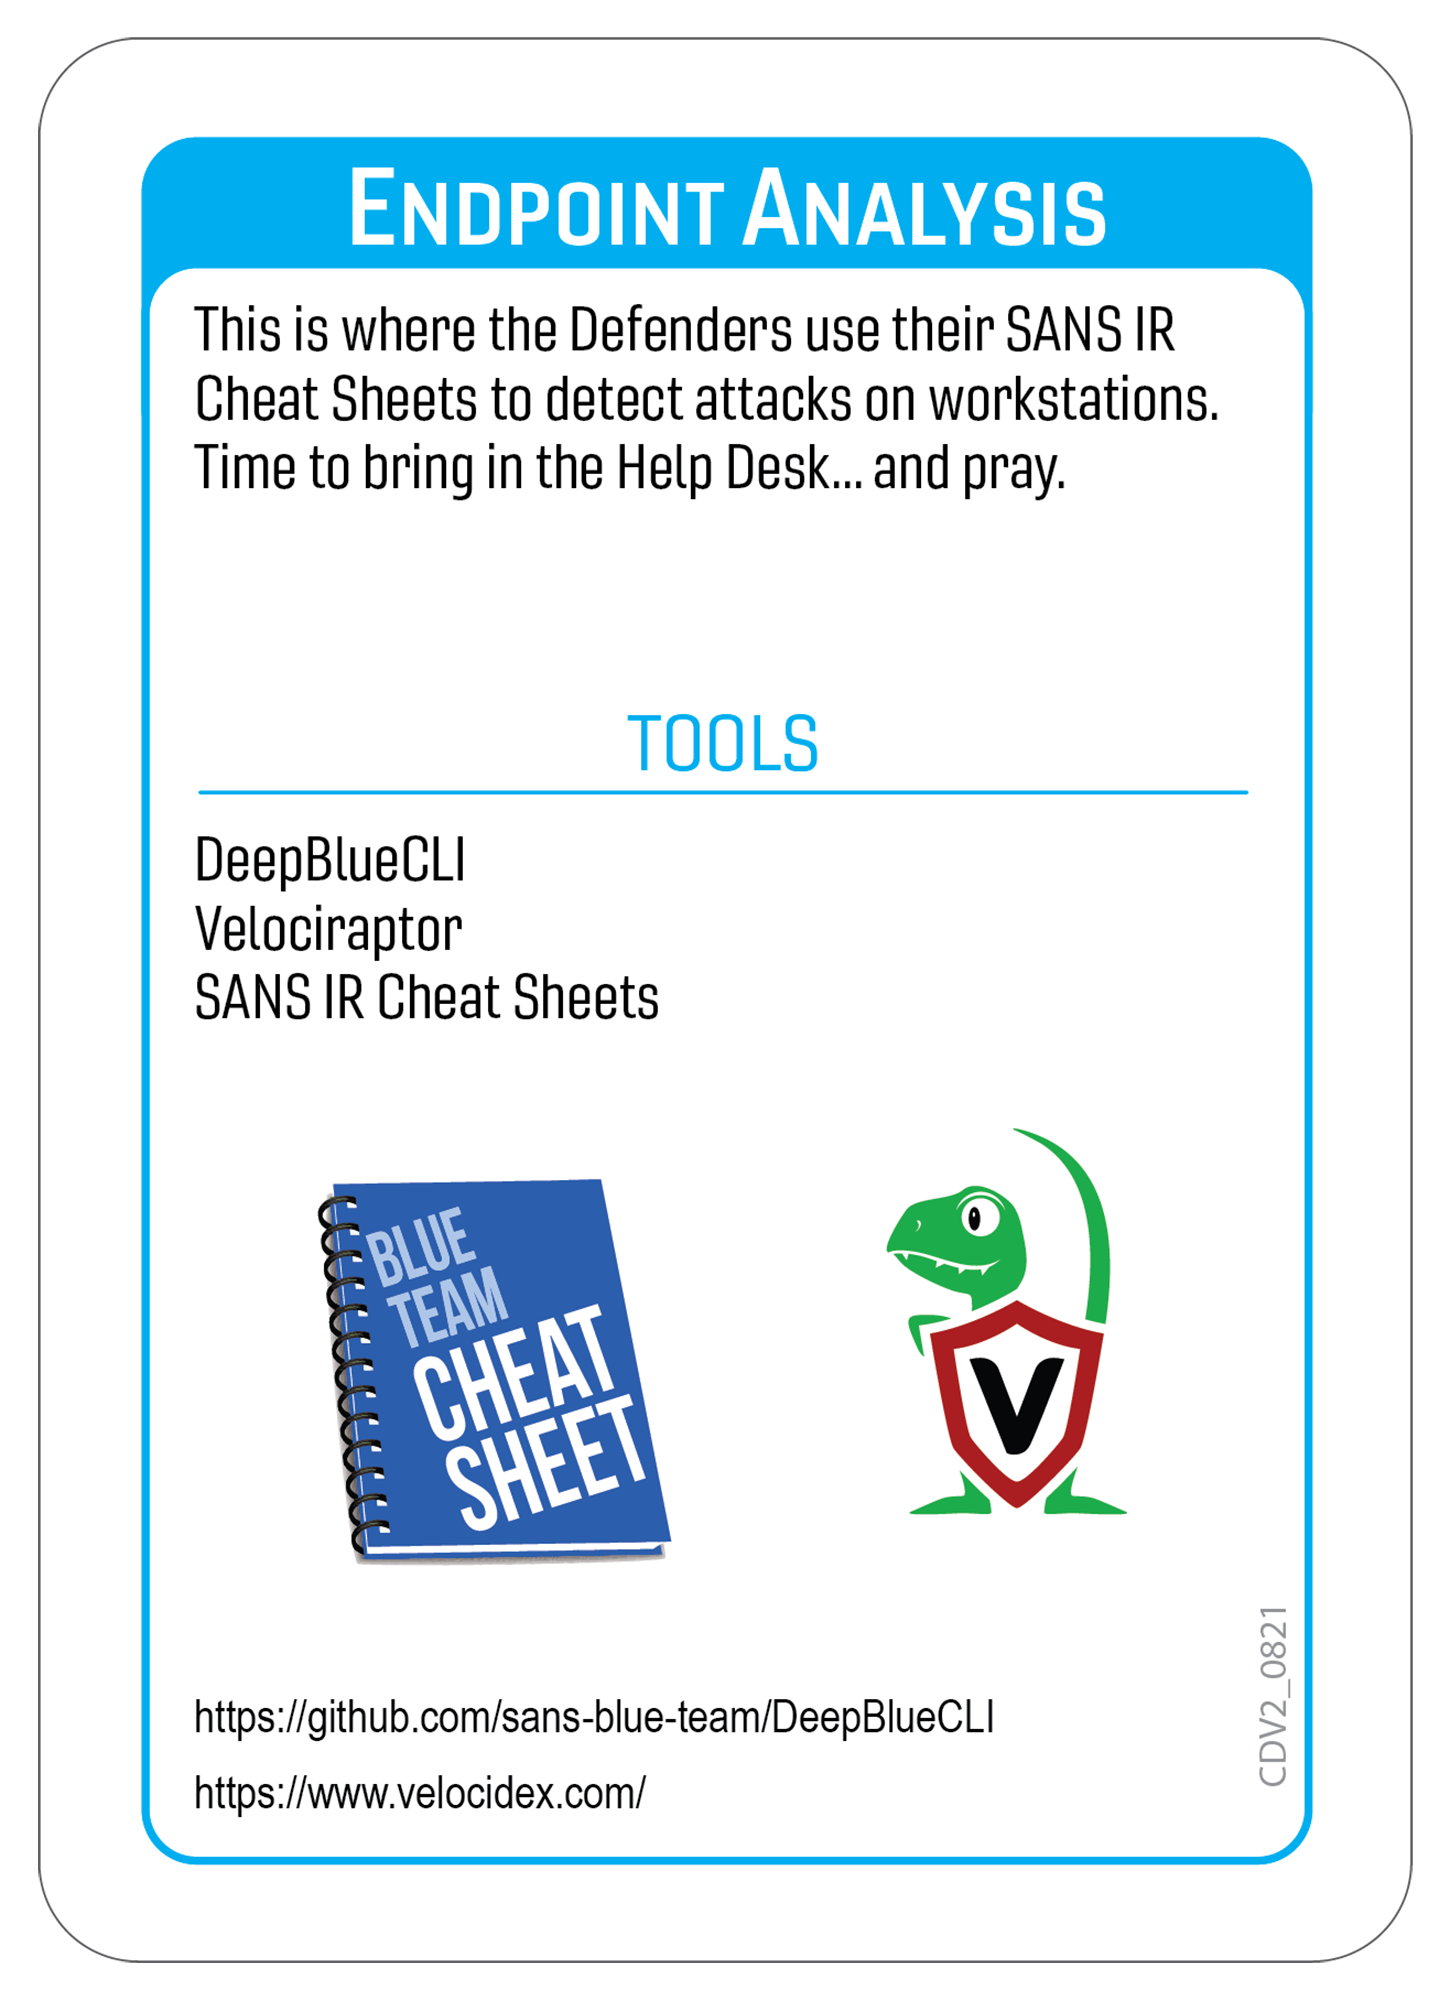 ENDPOINT ANALYSIS
This is where the Defenders use their SANS IR
Cheat Sheets to detect attacks on workstations.
Time to bring in the Help Desk... and pray.
TOOLS
DeepBlueCLI
Velociraptor
SANS IR Cheat Sheets
BLUE
TEAM
CHEAT
SHEET
V
https://github.com/sans-blue-team/DeepBlueCLI
https://www.velocidex.com/
CDV2_0821